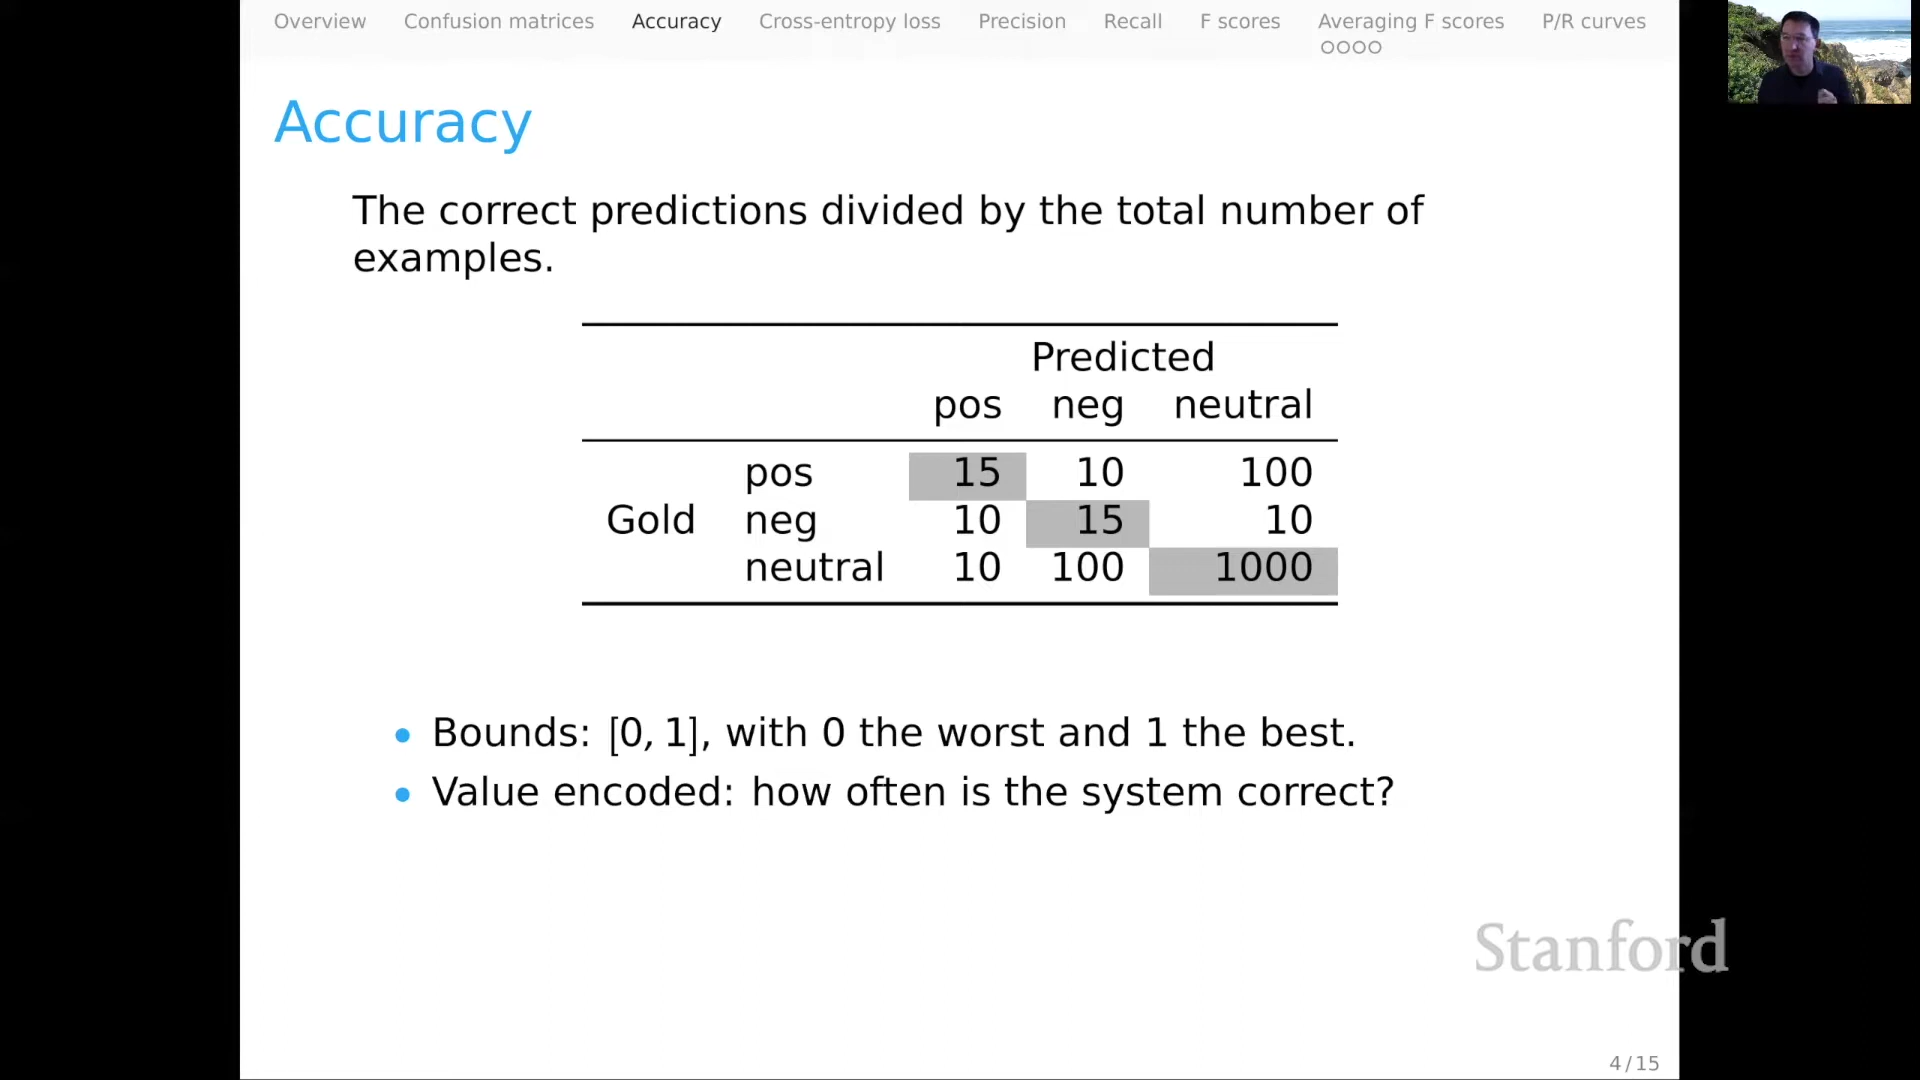 Overview Confusion matrices Accuracy Cross-entropy loss Precision Recall F scores Averaging F scores P/R curves
Accuracy
The correct predictions divided by the total number of
examples.
Predicted
pos neg neutral
pos 15 10 100
Gold neg 10 15 10
neutral 10 100 1000
• Bounds: [0, 1], with 0 the worst and 1 the best.
• Value encoded: how often is the system correct?
Stanford
4/15